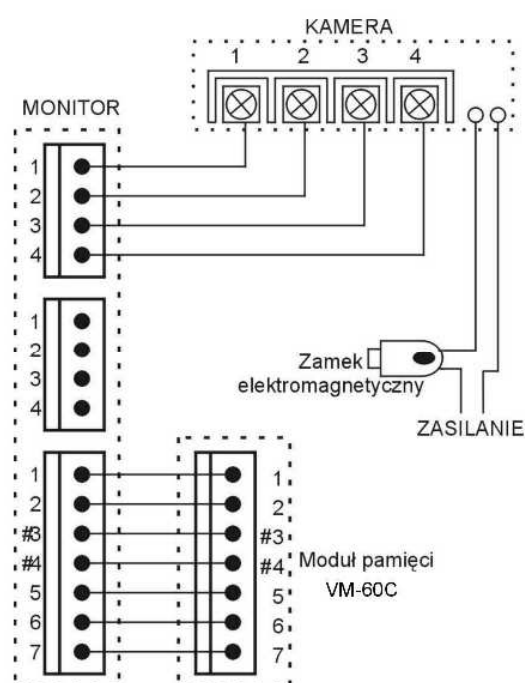 KAMERA
1 2 3 4
MONITOR
1
2
3
4
1
2
3
4
Zamek
elektromagnetyczny
ZASILANIE
1
2
#3
#4
5
6
7
1
2
#3
#4
5
6
7
Moduł pamięci
VM-60C